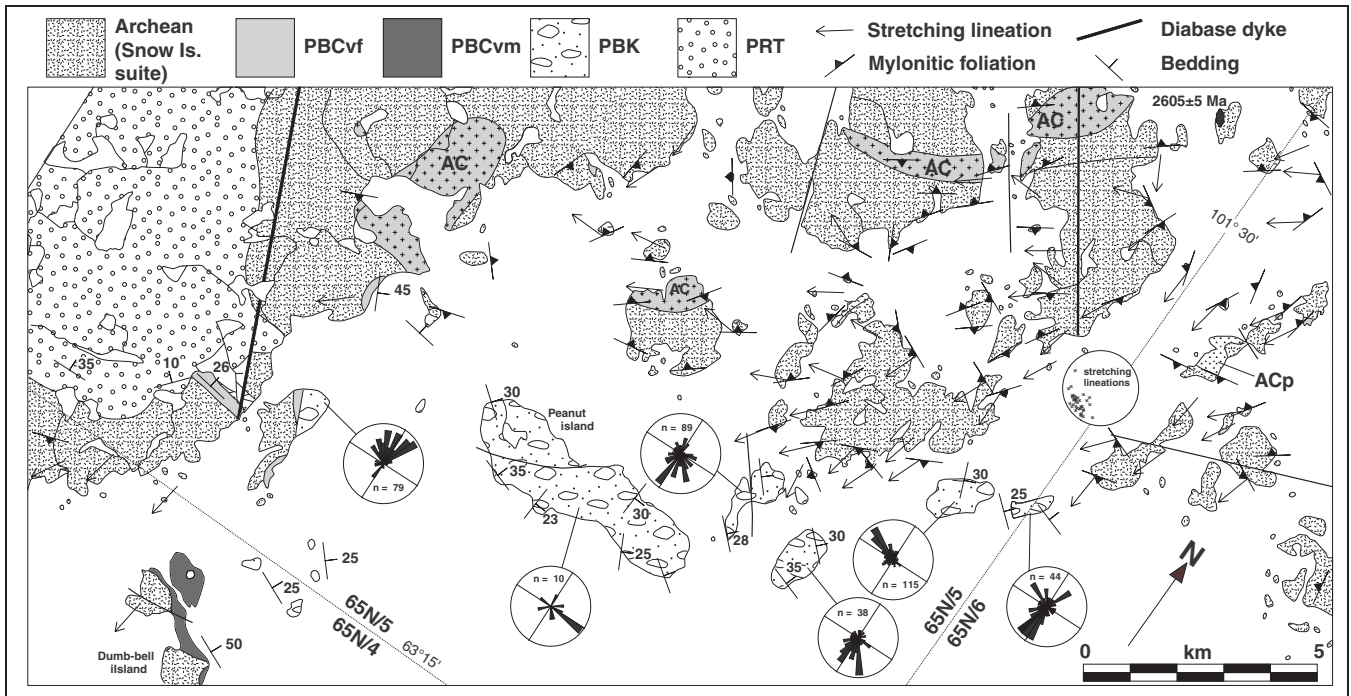 Archean
(Snow Is.
suite)
PBCvf
PBCvm
PBK
PRT
Stretching lineation
Mylonitic foliation
Diabase dyke
Bedding
2605±5 Ma
AC
AC
AC
AC
101°30'
45
35
10
26
stretching
lineations
ACp
30
Peanut
island
n = 79
n = 89
35
23
30
25
28
30
25
30
35
n = 10
n = 115
n = 44
n = 38
25
25
50
65N/5
65N/4
63°15'
65N/5
65N/6
N
Dumb-bell
ilsland
0
km
5